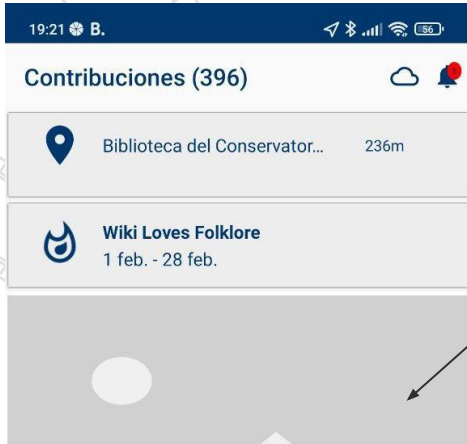 19:21 B.
56
Contribuciones (396)
Biblioteca del Conservator... 236m
Wiki Loves Folklore
1 feb. - 28 feb.